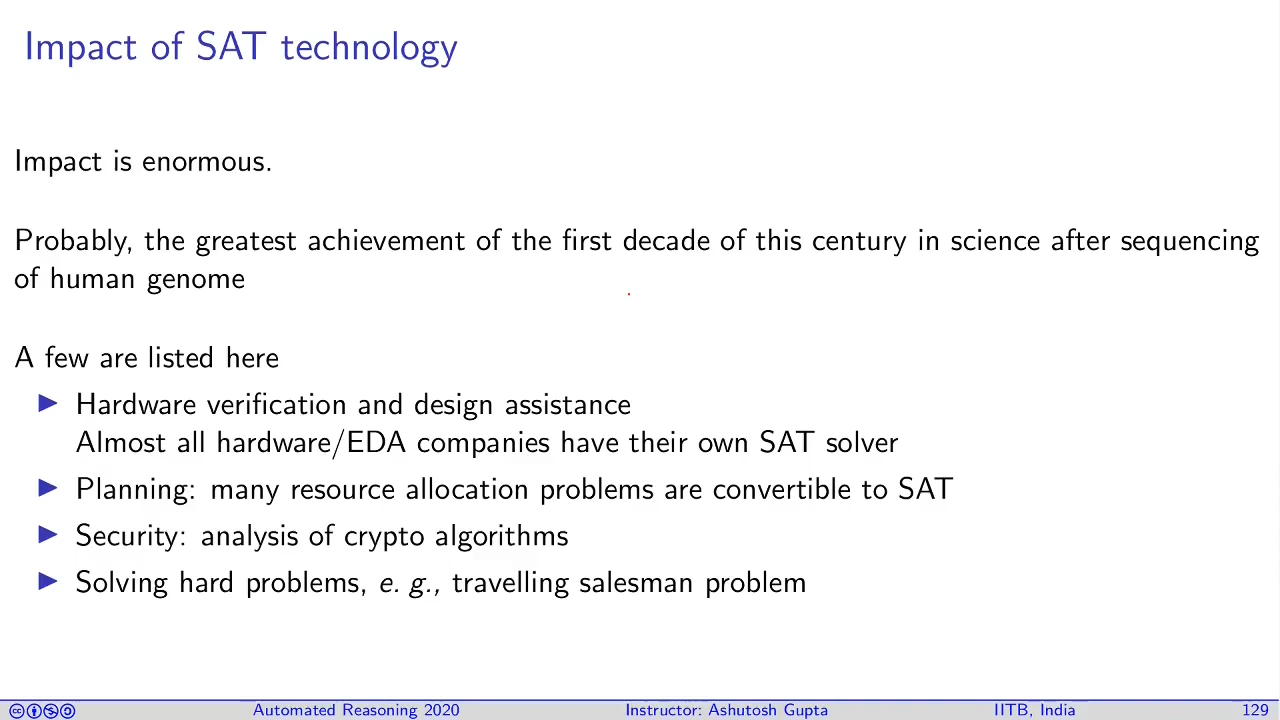 Impact of SAT technology
Impact is enormous.
Probably, the greatest achievement of the first decade of this century in science after sequencing
of human genome
A few are listed here
▶ Hardware verification and design assistance
Almost all hardware/EDA companies have their own SAT solver
▶ Planning: many resource allocation problems are convertible to SAT
▶ Security: analysis of crypto algorithms
▶ Solving hard problems, e. g., travelling salesman problem
Automated Reasoning 2020 Instructor: Ashutosh Gupta IITB, India 129